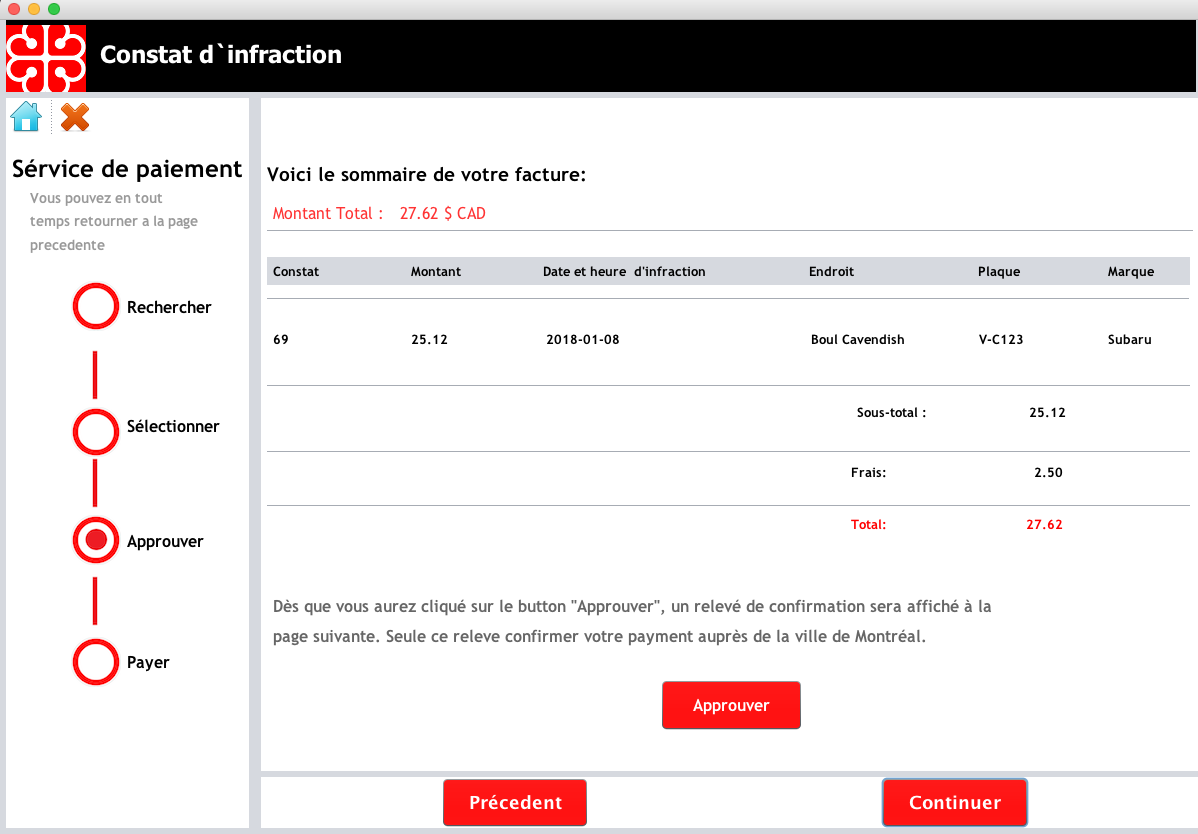 Constat d`infraction
Sérvice de paiement
Vous pouvez en tout
temps retourner a la page
precedente
Rechercher
Sélectionner
Approuver
Payer
Voici le sommaire de votre facture:
Montant Total : 27.62 $ CAD
Constat Montant Date et heure d'infraction Endroit Plaque Marque
69 25.12 2018-01-08 Boul Cavendish V-C123 Subaru
Sous-total : 25.12
Frais: 2.50
Total: 27.62
Dès que vous aurez cliqué sur le button "Approuver", un relevé de confirmation sera affiché à la
page suivante. Seule ce releve confirmer votre payment auprès de la ville de Montréal.
Approuver
Précedent Continuer